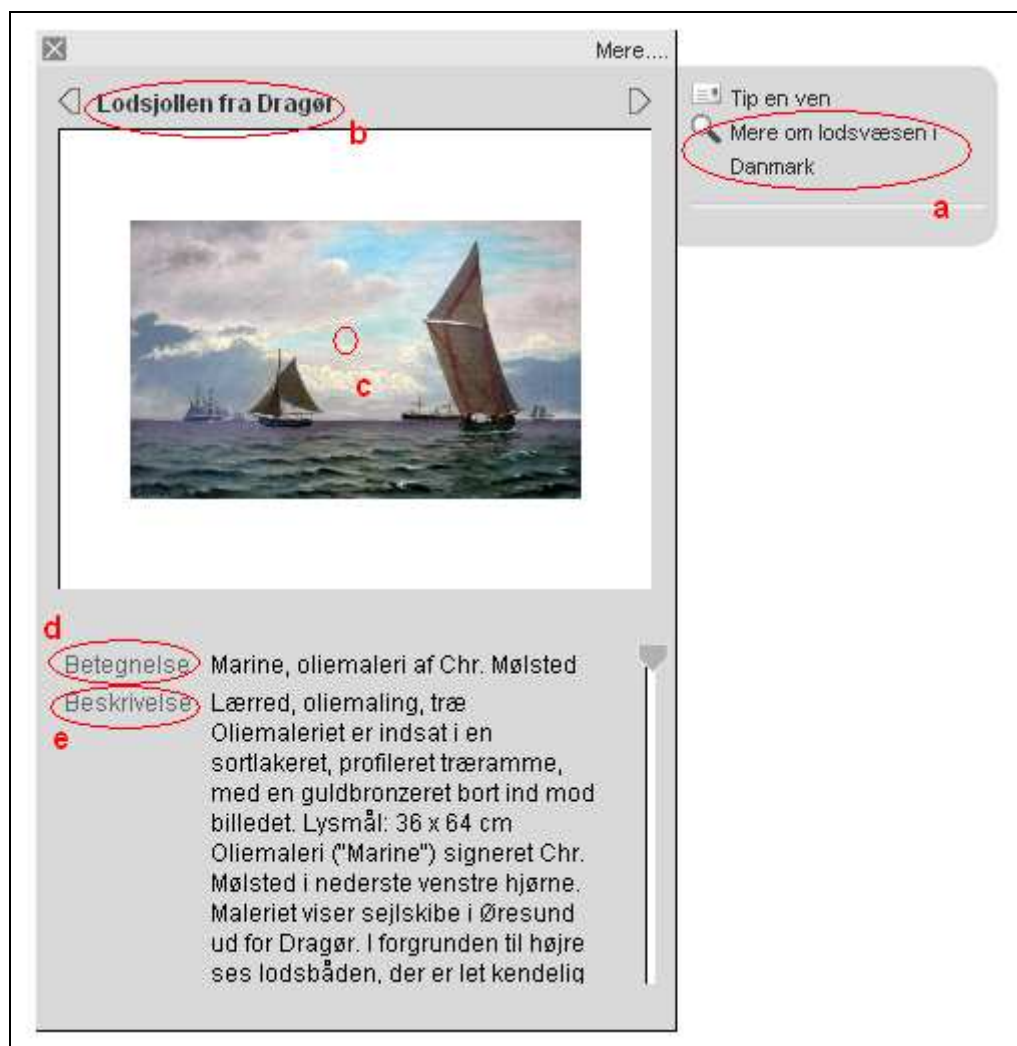 Mere....
Lodsjollen fra Dragør
b
Tip en ven
Mere om lodsvæsen i
Danmark
a
c
d
Betegnelse Marine, oliemaleri af Chr. Mølsted
Beskrivelse Lærred, oliemaling, træ
e
Oliemaleriet er indsat i en
sortlakeret, profileret træramme,
med en guldbronzeret bort ind mod
billedet. Lysmål: 36 x 64 cm
Oliemaleri ("Marine") signeret Chr.
Mølsted i nederste venstre hjørne.
Maleriet viser sejlskibe i Øresund
ud for Dragør. I forgrunden til højre
ses lodsbåden, der er let kendelig